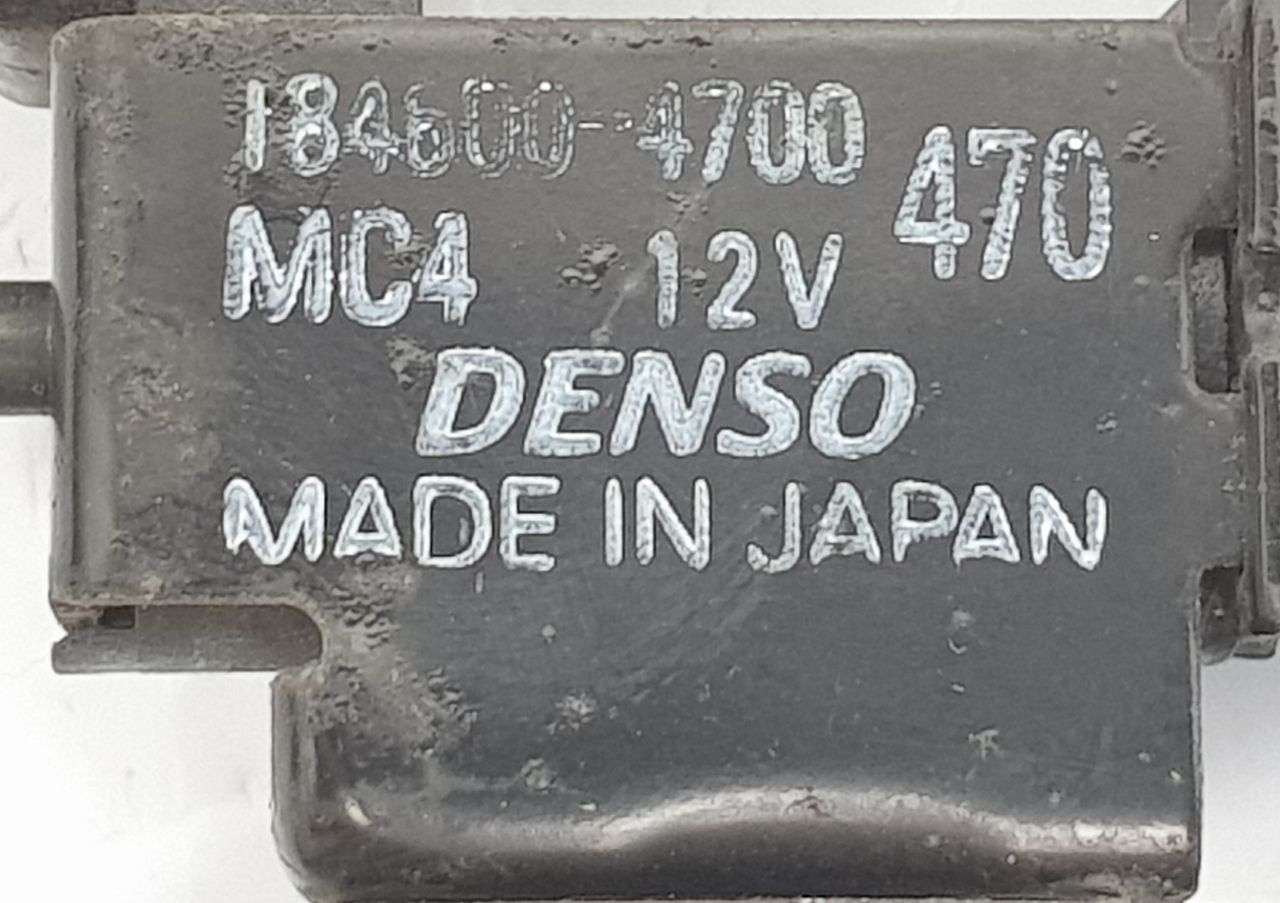 184600-4700
470
MC4 12V
DENSO
MADE IN JAPAN